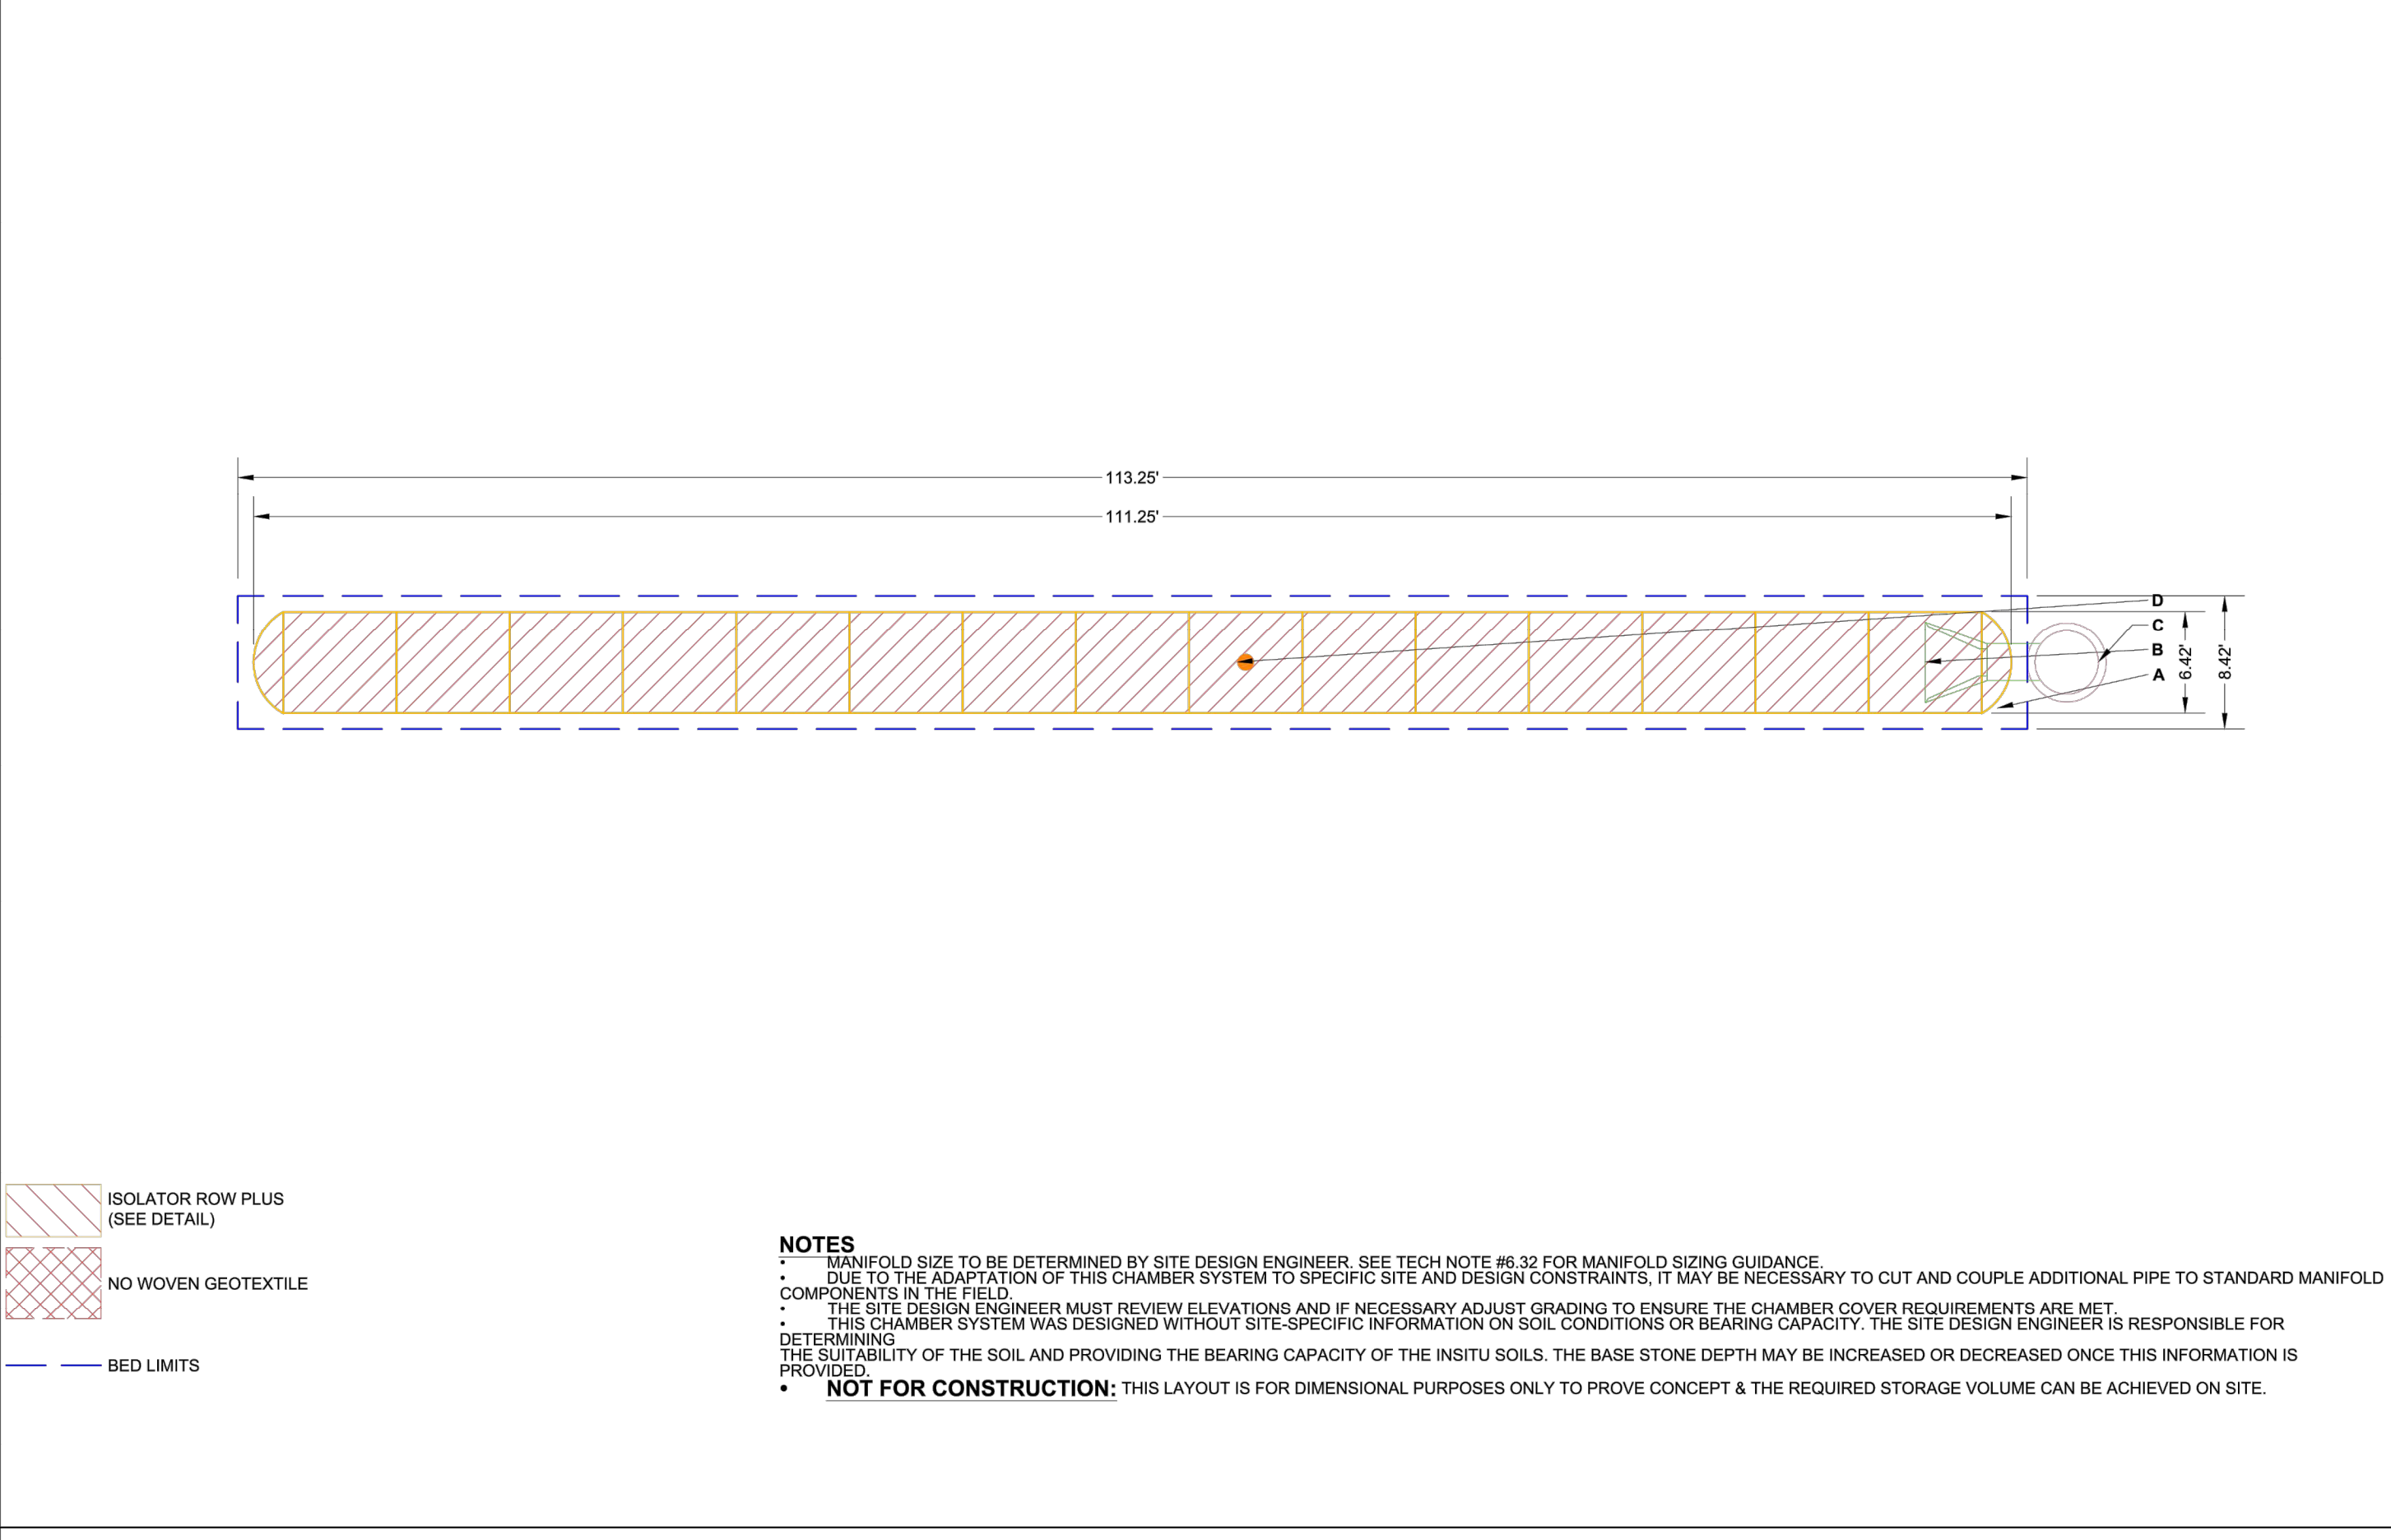 113.25'
111.25'
D
C
B
A
6.42'
8.42'
ISOLATOR ROW PLUS
(SEE DETAIL)
NO WOVEN GEOTEXTILE
BED LIMITS
NOTES
• MANIFOLD SIZE TO BE DETERMINED BY SITE DESIGN ENGINEER. SEE TECH NOTE #6.32 FOR MANIFOLD SIZING GUIDANCE.
• DUE TO THE ADAPTATION OF THIS CHAMBER SYSTEM TO SPECIFIC SITE AND DESIGN CONSTRAINTS, IT MAY BE NECESSARY TO CUT AND COUPLE ADDITIONAL PIPE TO STANDARD MANIFOLD
COMPONENTS IN THE FIELD.
• THE SITE DESIGN ENGINEER MUST REVIEW ELEVATIONS AND IF NECESSARY ADJUST GRADING TO ENSURE THE CHAMBER COVER REQUIREMENTS ARE MET.
• THIS CHAMBER SYSTEM WAS DESIGNED WITHOUT SITE-SPECIFIC INFORMATION ON SOIL CONDITIONS OR BEARING CAPACITY. THE SITE DESIGN ENGINEER IS RESPONSIBLE FOR
DETERMINING
THE SUITABILITY OF THE SOIL AND PROVIDING THE BEARING CAPACITY OF THE INSITU SOILS. THE BASE STONE DEPTH MAY BE INCREASED OR DECREASED ONCE THIS INFORMATION IS
PROVIDED.
• NOT FOR CONSTRUCTION: THIS LAYOUT IS FOR DIMENSIONAL PURPOSES ONLY TO PROVE CONCEPT & THE REQUIRED STORAGE VOLUME CAN BE ACHIEVED ON SITE.